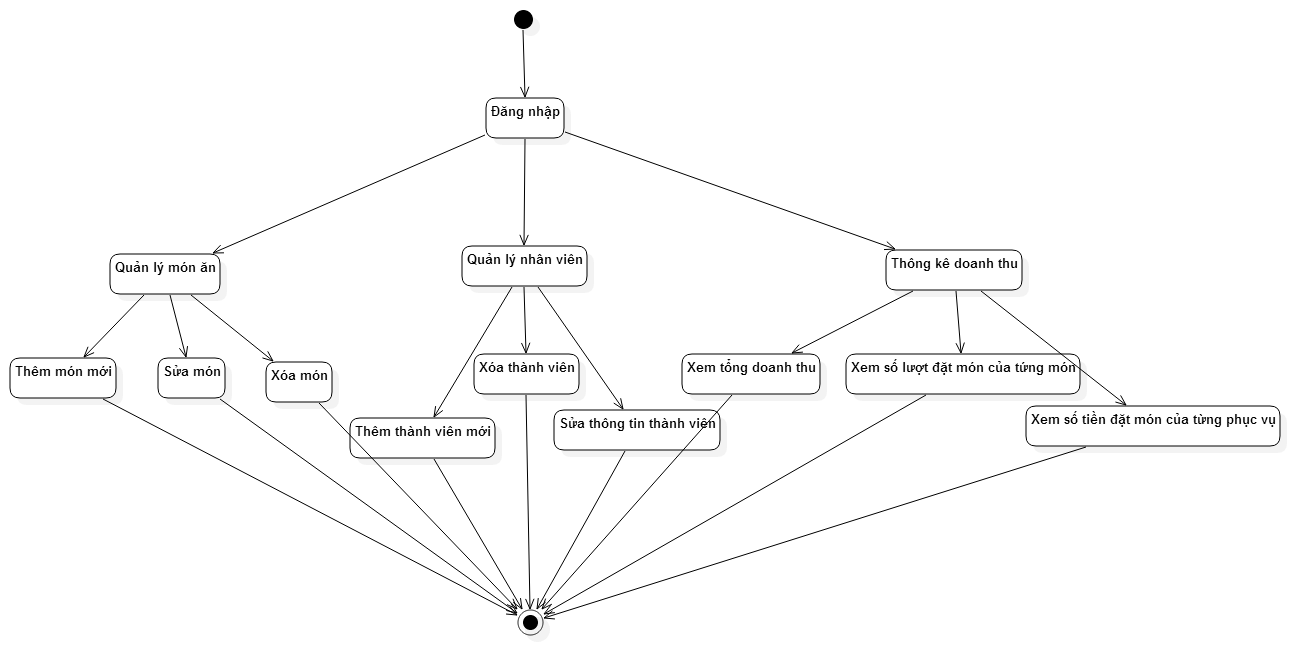 Đăng nhập
Quản lý món ăn
Quản lý nhân viên
Thông kê doanh thu
Thêm món mới
Sửa món
Xóa món
Xóa thành viên
Xem tổng doanh thu
Xem số lượt đặt món của tứng món
Thêm thành viên mới
Sửa thông tin thành viên
Xem số tiền đặt món của từng phục vụ